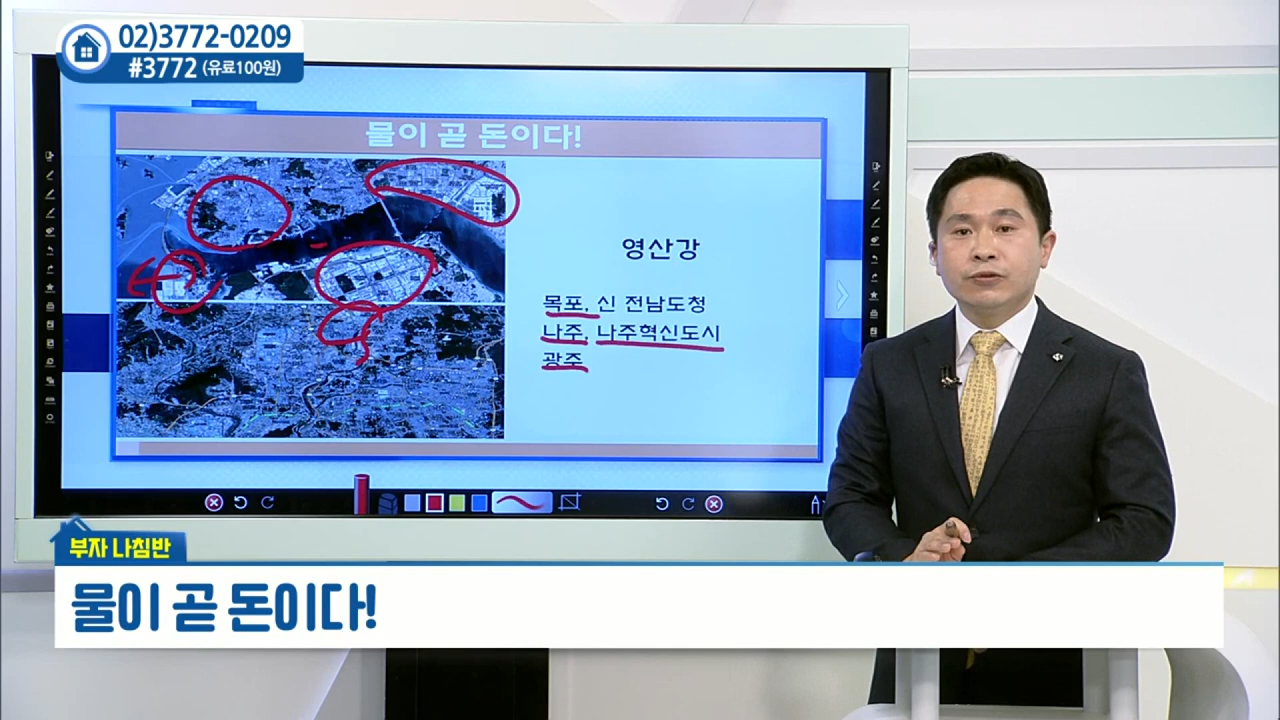 02)3772-0209
#3772 (유료100원)
물이 곧 돈이다!
영산강
목포, 신 전남도청
나주, 나주혁신도시
광주
부자 나침반
물이 곧 돈이다!